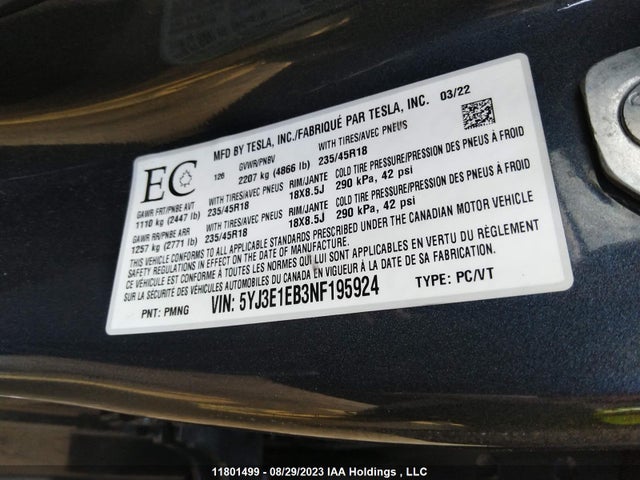 MFD BY TESLA, INC./FABRIQUÉ PAR TESLA, INC. 03/22
EC
126
GVWR/PNBV
2207 kg (4866 lb)
WITH TIRES/AVEC PNEUS
235/45R18
GAWR FRT/PNBE AVT
1110 kg (2447 lb)
WITH TIRES/AVEC PNEUS
235/45R18
RIM/JANTE
18X8.5J
COLD TIRE PRESSURE/PRESSION DES PNEUS À FROID
290 kPa, 42 psi
GAWR RR/PNBE ARR
1257 kg (2771 lb)
WITH TIRES/AVEC PNEUS
235/45R18
RIM/JANTE
18X8.5J
COLD TIRE PRESSURE/PRESSION DES PNEUS À FROID
290 kPa, 42 psi
THIS VEHICLE CONFORMS TO ALL APPLICABLE STANDARDS PRESCRIBED UNDER THE CANADIAN MOTOR VEHICLE
SAFETY REGULATIONS IN EFFECT ON THE DATE OF MANUFACTURE.
CE VÉHICULE EST CONFORME À TOUTES LES NORMES QUI LUI SONT APPLICABLES EN VERTU DU RÈGLEMENT
SUR LA SÉCURITÉ DES VÉHICULES AUTOMOBILES DU CANADA EN VIGUEUR À LA DATE DE SA FABRICATION.
PNT: PMNG VIN: 5YJ3E1EB3NF195924 TYPE: PC/VT
11801499 - 08/29/2023 IAA Holdings , LLC